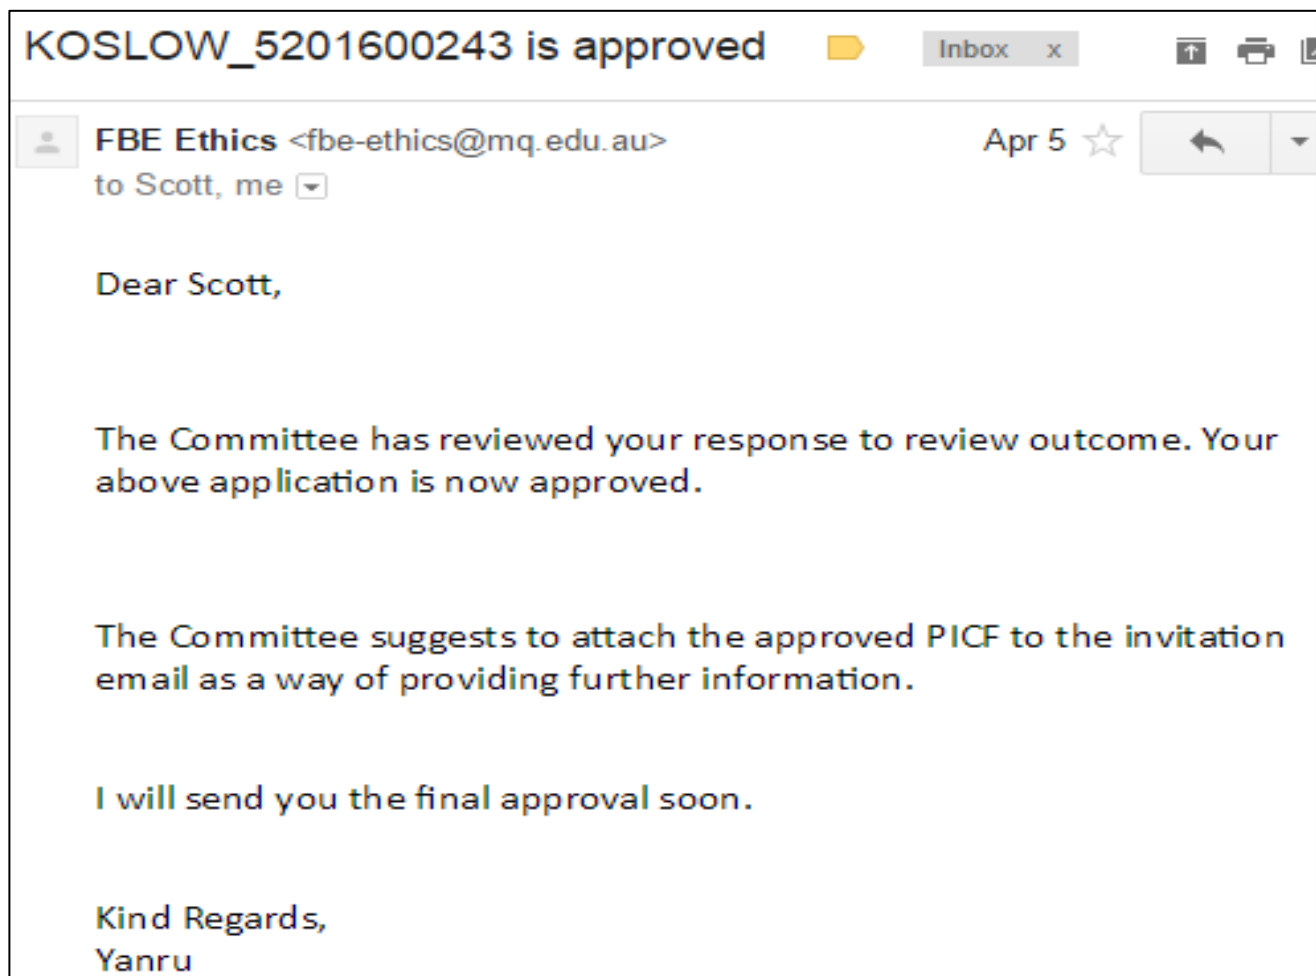 KOSLOW_5201600243 is approved Inbox x
FBE Ethics <fbe-ethics@mq.edu.au> Apr 5
to Scott, me
Dear Scott,
The Committee has reviewed your response to review outcome. Your
above application is now approved.
The Committee suggests to attach the approved PICF to the invitation
email as a way of providing further information.
I will send you the final approval soon.
Kind Regards,
Yanru